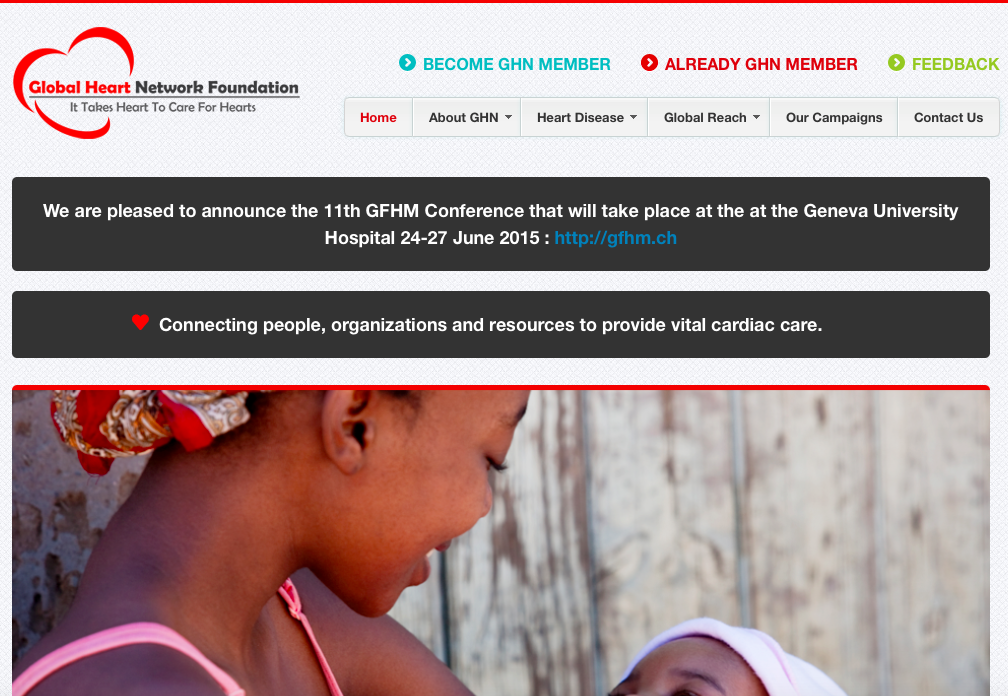 BECOME GHN MEMBER
ALREADY GHN MEMBER
FEEDBACK
Global Heart Network Foundation
It Takes Heart To Care For Hearts
Home
About GHN
Heart Disease
Global Reach
Our Campaigns
Contact Us
We are pleased to announce the 11th GFHM Conference that will take place at the at the Geneva University
Hospital 24-27 June 2015 : http://gfhm.ch
Connecting people, organizations and resources to provide vital cardiac care.